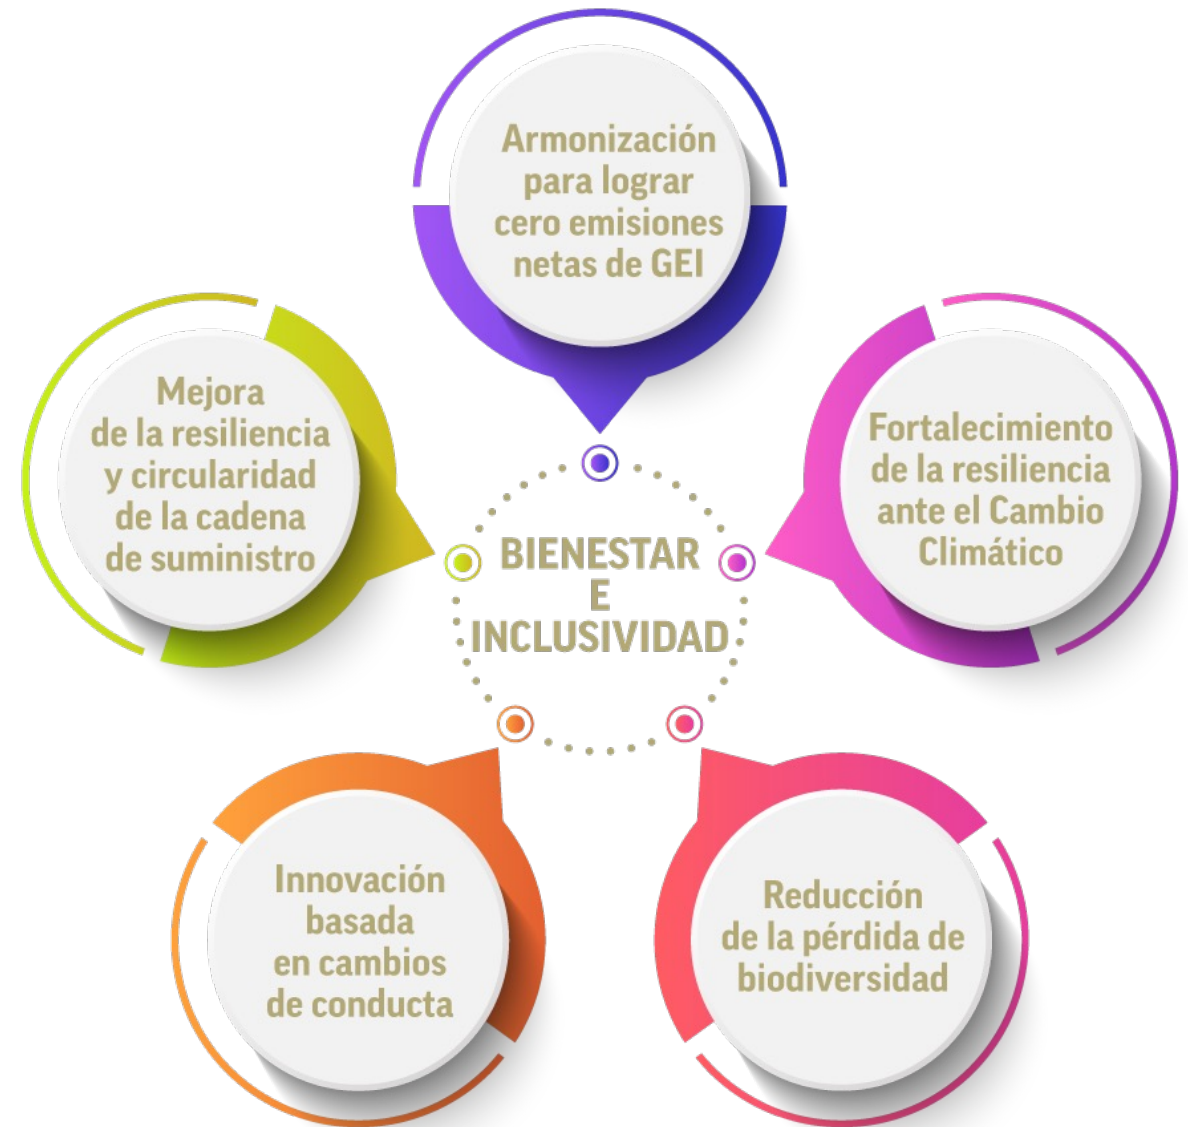 Armonización
para lograr
cero emisiones
netas de GEI
Mejora
de la resiliencia
y circularidad
de la cadena
de suministro
Fortalecimiento
de la resiliencia
ante el Cambio
Climático
BIENESTAR
E
INCLUSIVIDAD
Innovación
basada
en cambios
de conducta
Reducción
de la pérdida de
biodiversidad